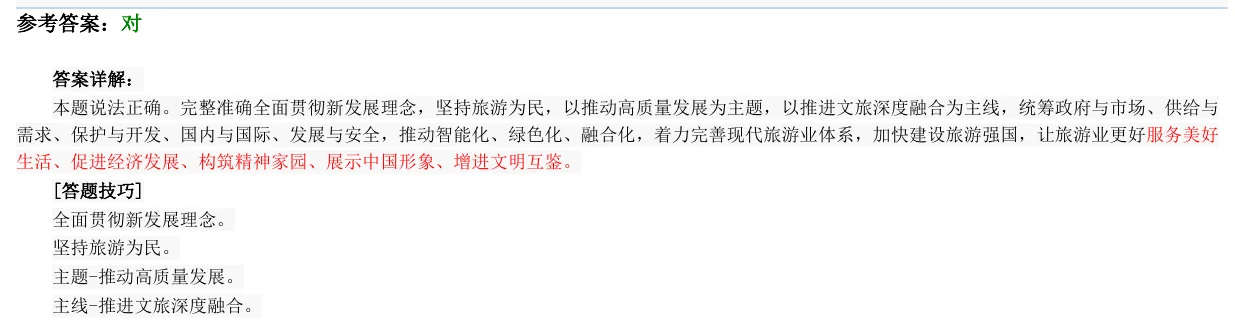 参考答案：对
答案详解：
本题说法正确。完整准确全面贯彻新发展理念，坚持旅游为民，以推动高质量发展为主题，以推进文旅深度融合为主线，统筹政府与市场、供给与
需求、保护与开发、国内与国际、发展与安全，推动智能化、绿色化、融合化，着力完善现代旅游业体系，加快建设旅游强国，让旅游业更好服务美好
生活、促进经济发展、构筑精神家园、展示中国形象、增进文明互鉴。
[答题技巧]
全面贯彻新发展理念。
坚持旅游为民。
主题-推动高质量发展。
主线-推进文旅深度融合。